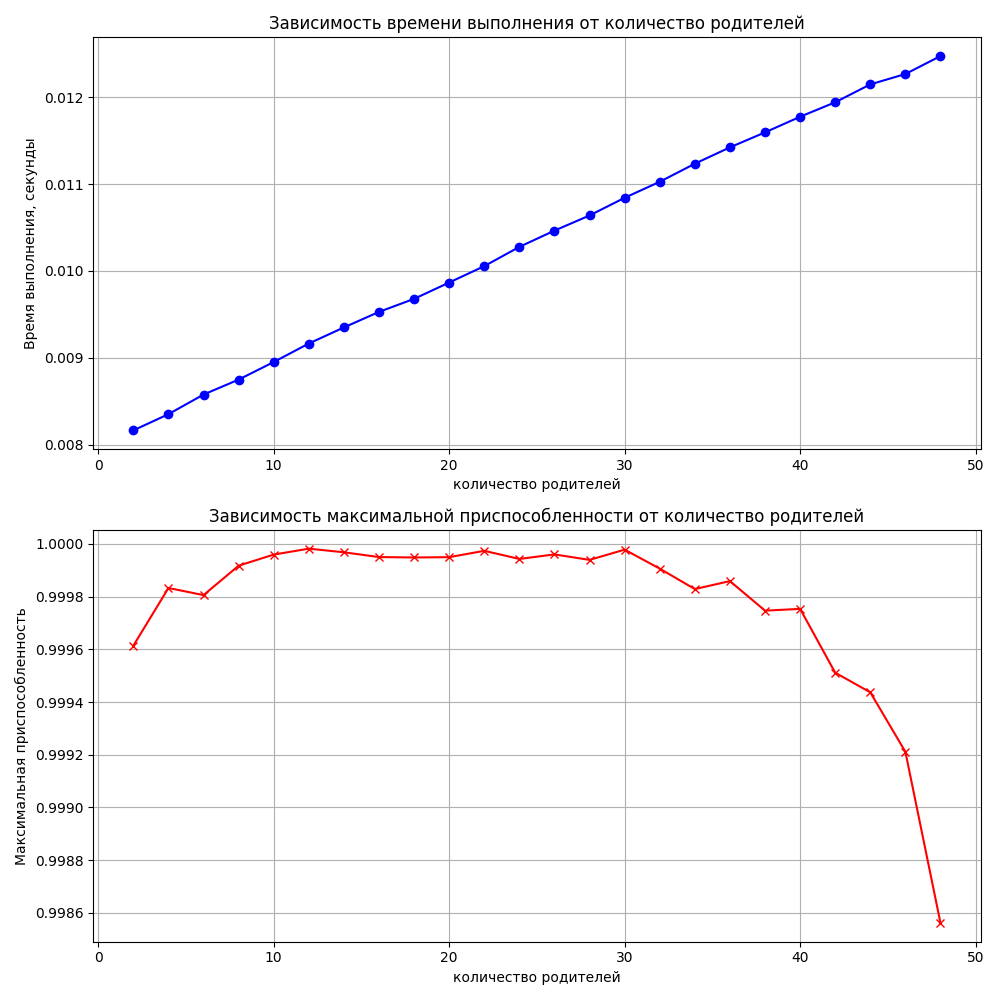 Зависимость времени выполнения от количество родителей
Время выполнения, секунды
0.012
0.011
0.010
0.009
0.008
0 10 20 30 40 50
количество родителей
Зависимость максимальной приспособленности от количество родителей
Максимальная приспособленность
1.0000
0.9998
0.9996
0.9994
0.9992
0.9990
0.9988
0.9986
0 10 20 30 40 50
количество родителей